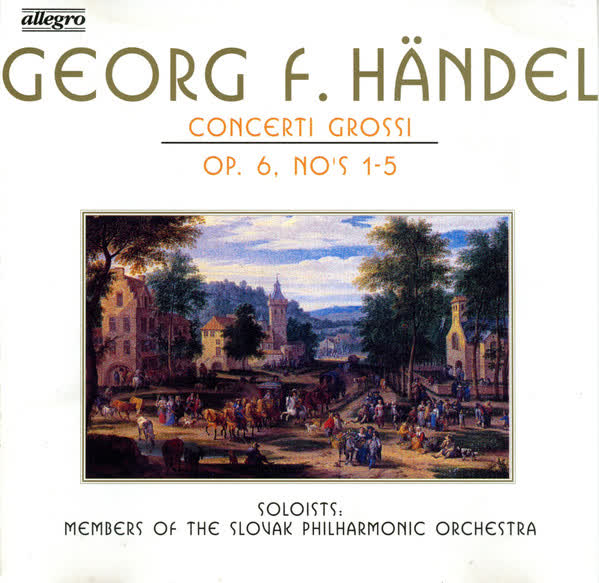 allegro
GEORG F. HÄNDEL
CONCERTI GROSSI
OP. 6, NO'S 1-5
SOLOISTS:
MEMBERS OF THE SLOVAK PHILHARMONIC ORCHESTRA